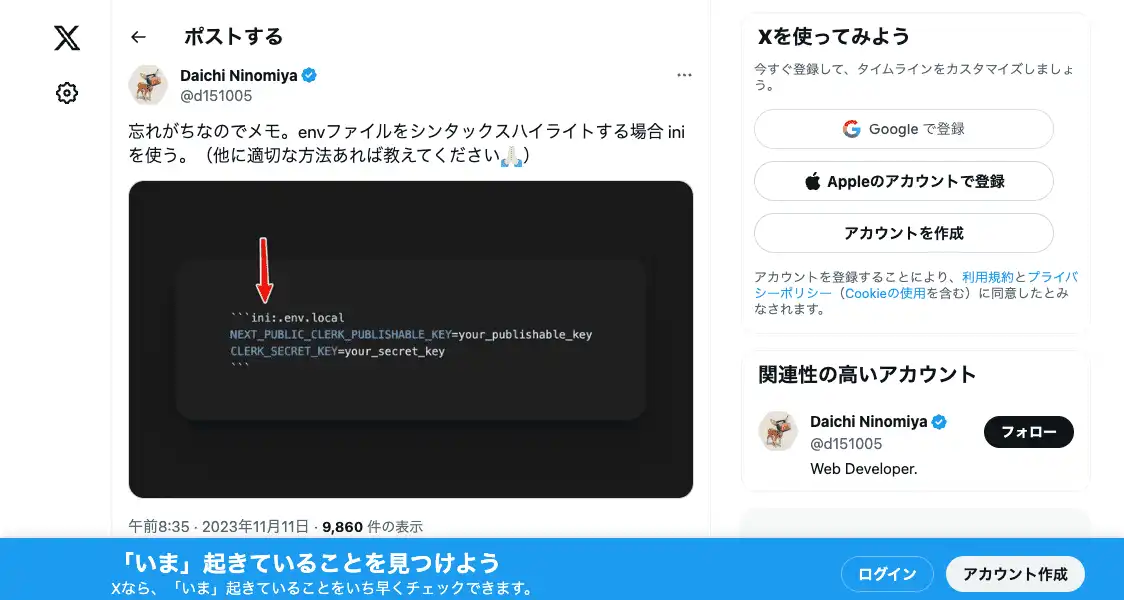 ポストする
Daichi Ninomiya
@d151005
忘れがちなのでメモ。envファイルをシンタックスハイライトする場合 ini
を使う。（他に適切な方法あれば教えてください🙏🏻）
```ini:.env.local
NEXT_PUBLIC_CLERK_PUBLISHABLE_KEY=your_publishable_key
CLERK_SECRET_KEY=your_secret_key
```
午前8:35 · 2023年11月11日 · 9,860 件の表示
Xを使ってみよう
今すぐ登録して、タイムラインをカスタマイズしましょ
う。
Google で登録
Appleのアカウントで登録
アカウントを作成
アカウントを登録することにより、利用規約とプライバ
シーポリシー（Cookieの使用を含む）に同意したとみ
なされます。
関連性の高いアカウント
Daichi Ninomiya
@d151005
フォロー
Web Developer.
「いま」起きていることを見つけよう
Xなら、「いま」起きていることをいち早くチェックできます。
ログイン
アカウント作成